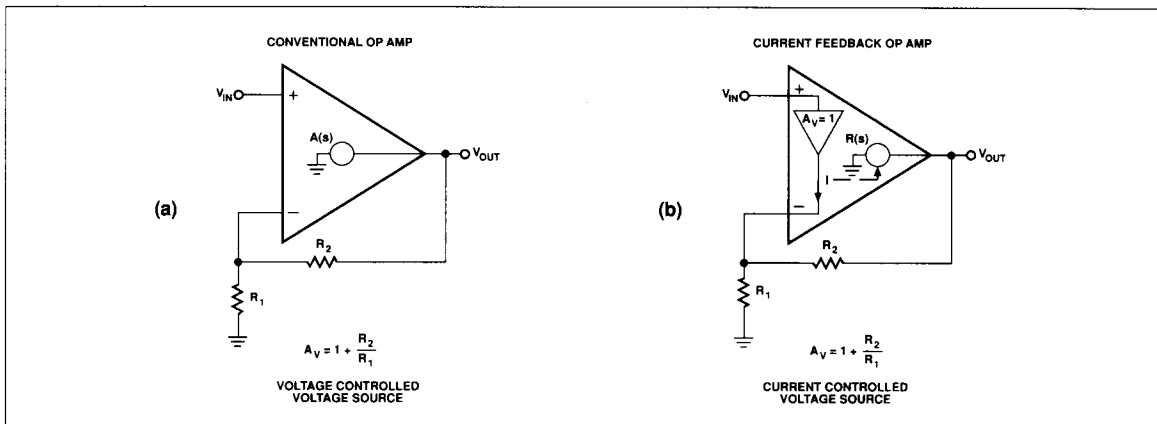 CONVENTIONAL OP AMP
V_IN
+
A(s)
V_OUT
(a)
−
R_2
R_1
A_V = 1 + R_2/R_1
VOLTAGE CONTROLLED
VOLTAGE SOURCE
CURRENT FEEDBACK OP AMP
V_IN
+
A_V = 1
R(s)
V_OUT
I
(b)
−
R_2
R_1
A_V = 1 + R_2/R_1
CURRENT CONTROLLED
VOLTAGE SOURCE